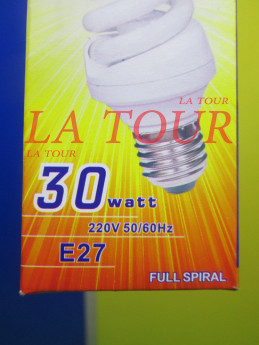 LA TOUR
LA TOUR
LA TOUR
30 watt
220V 50/60Hz
E27
FULL SPIRAL